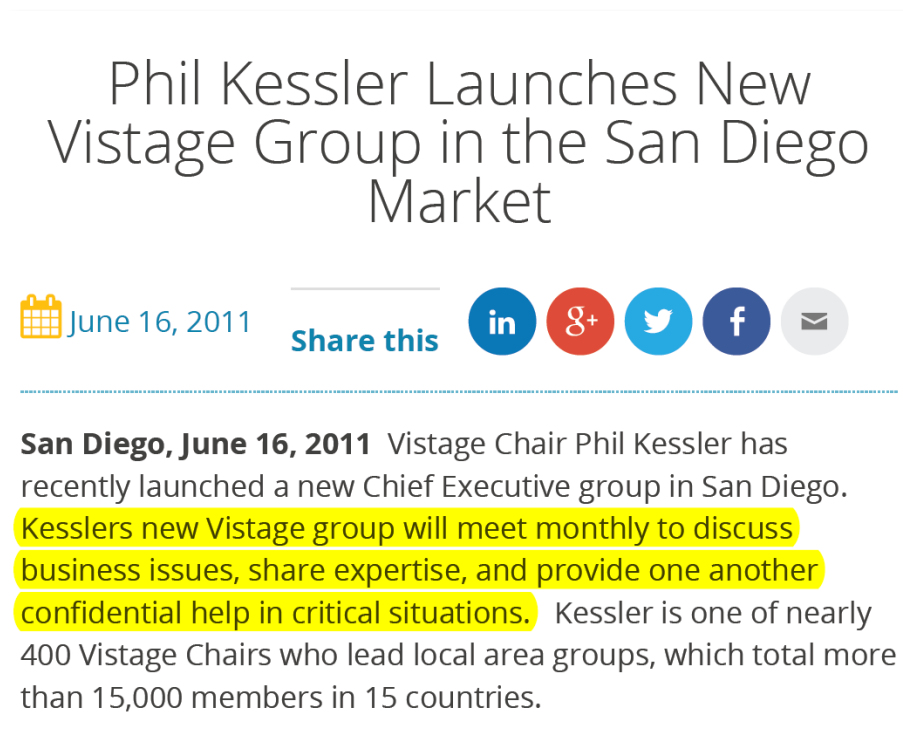 Phil Kessler Launches New
Vistage Group in the San Diego
Market
June 16, 2011
Share this
in
g+
f
San Diego, June 16, 2011 Vistage Chair Phil Kessler has
recently launched a new Chief Executive group in San Diego.
Kesslers new Vistage group will meet monthly to discuss
business issues, share expertise, and provide one another
confidential help in critical situations. Kessler is one of nearly
400 Vistage Chairs who lead local area groups, which total more
than 15,000 members in 15 countries.